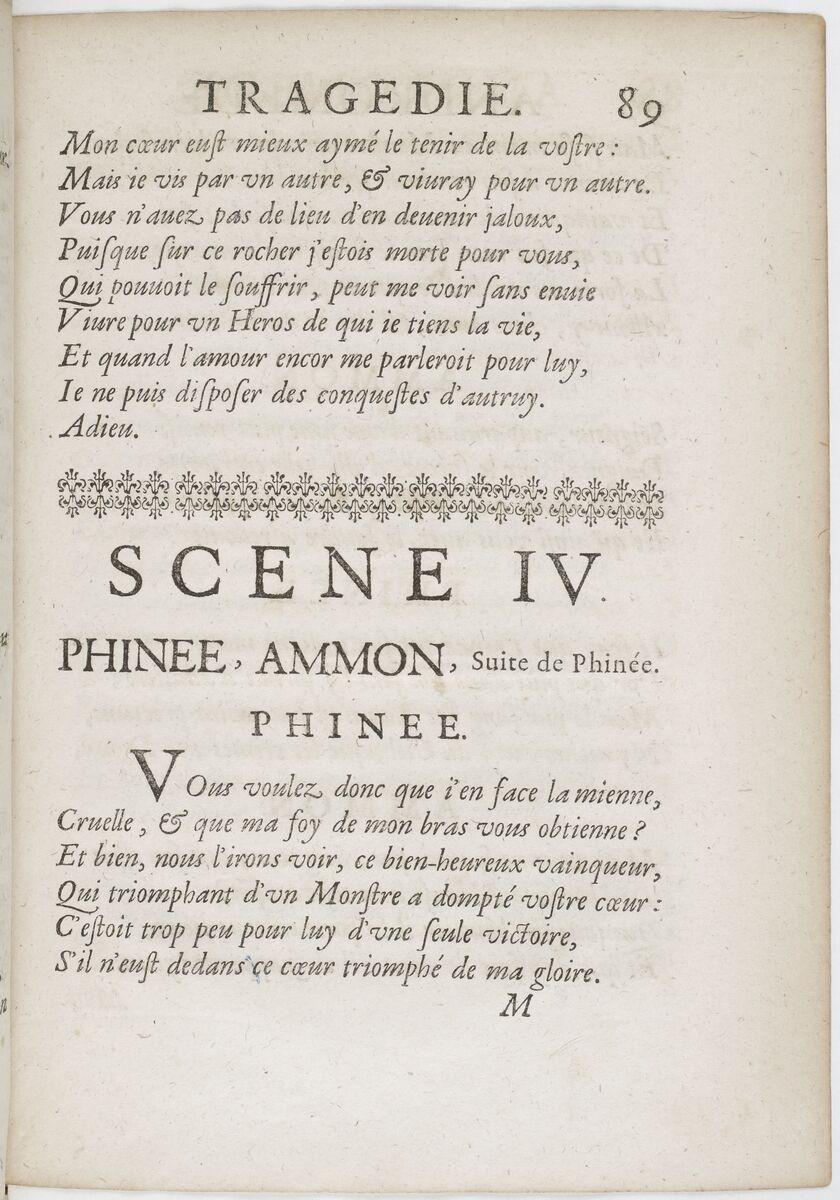 TRAGEDIE. 89
Mon cœur euſt mieux aymé le tenir de la voſtre :
Mais ie vis par vn autre, & viuray pour vn autre.
Vous n'auez pas de lieu d'en deuenir jaloux,
Puiſque ſur ce rocher j'eſtois morte pour vous,
Qui pouuoit le ſouffrir, peut me voir ſans enuie
Viure pour vn Heros de qui ie tiens la vie,
Et quand l'amour encor me parleroit pour luy,
Ie ne puis diſpoſer des conqueſtes d'autruy.
Adieu.
SCENE IV.
PHINEE, AMMON, Suite de Phinée.
PHINEE.
VOus voulez donc que i'en face la mienne,
Cruelle, & que ma foy de mon bras vous obtienne ?
Et bien, nous l'irons voir, ce bien-heureux vainqueur,
Qui triomphant d'vn Monſtre a dompté voſtre cœur :
C'eſtoit trop peu pour luy d'vne ſeule victoire,
S'il n'euſt dedans ce cœur triomphé de ma gloire.
M